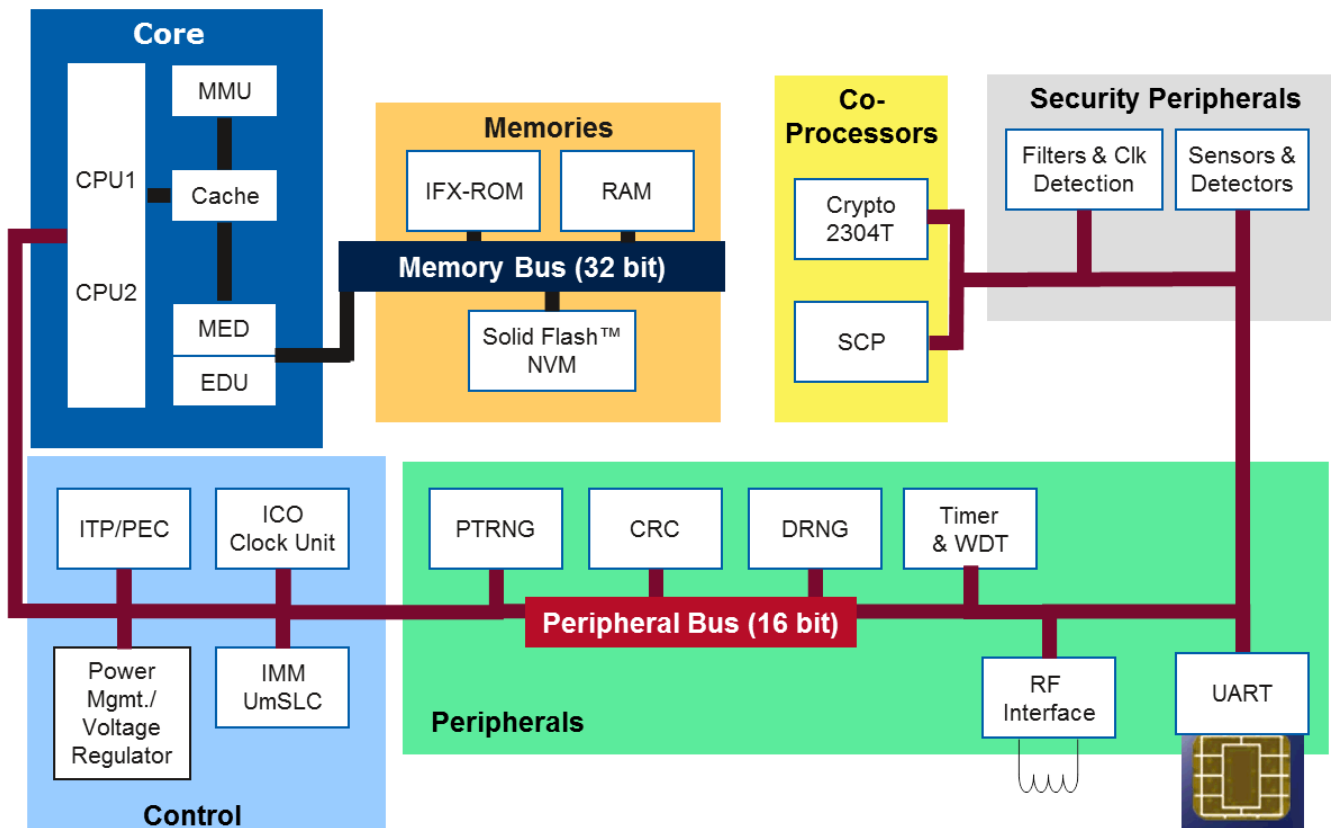 Core
MMU
CPU1
Cache
CPU2
MED
EDU
Memories
IFX-ROM
RAM
Memory Bus (32 bit)
Solid Flash™
NVM
Co-
Processors
Crypto
2304T
SCP
Security Peripherals
Filters & Clk
Detection
Sensors &
Detectors
ITP/PEC
ICO
Clock Unit
Power
Mgmt./
Voltage
Regulator
IMM
UmSLC
Control
PTRNG
CRC
DRNG
Timer
& WDT
Peripheral Bus (16 bit)
RF
Interface
UART
Peripherals